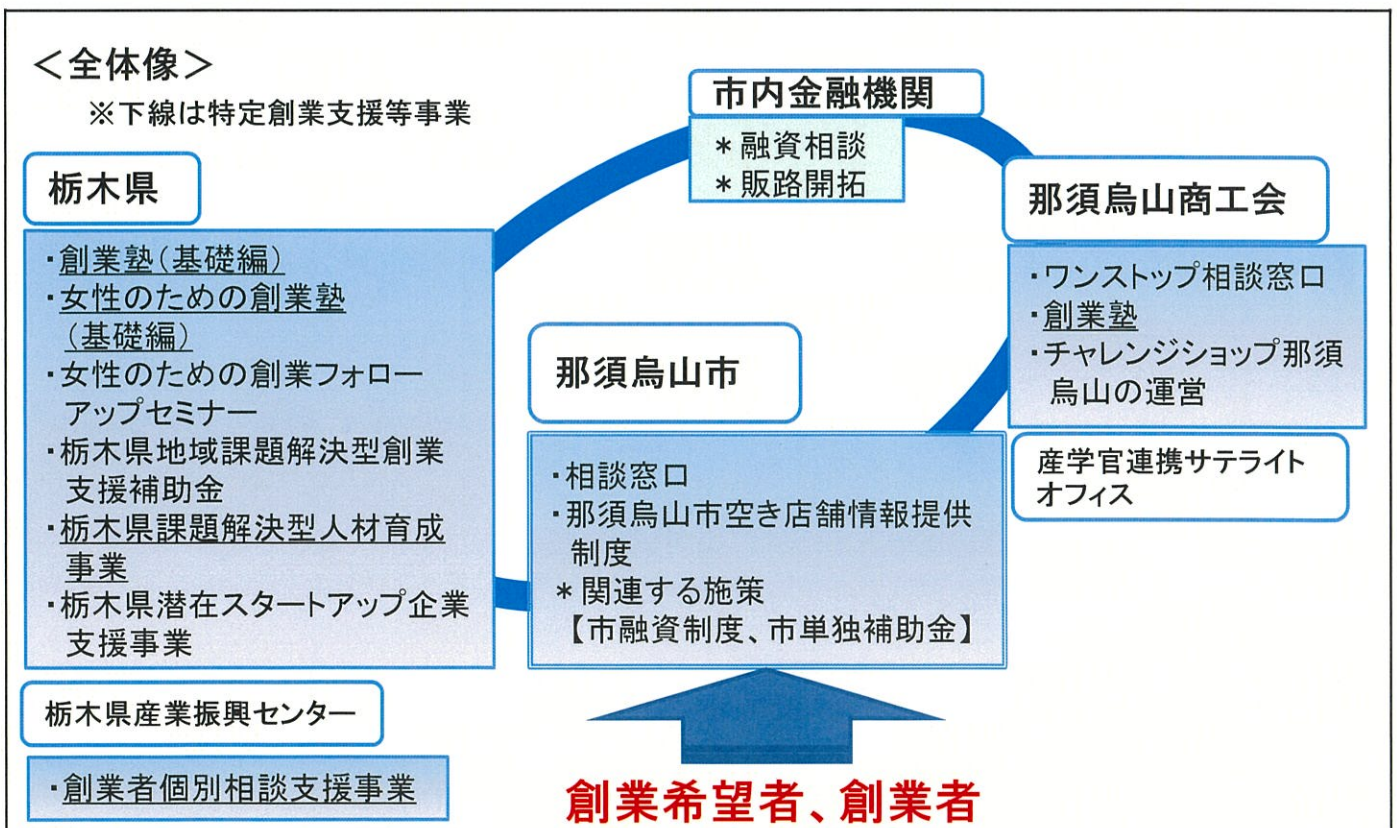 ＜全体像＞
※下線は特定創業支援等事業
市内金融機関
＊融資相談
＊販路開拓
栃木県
・創業塾（基礎編）
・女性のための創業塾
（基礎編）
・女性のための創業フォロー
アップセミナー
・栃木県地域課題解決型創業
支援補助金
・栃木県課題解決型人材育成
事業
・栃木県潜在スタートアップ企業
支援事業
栃木県産業振興センター
・創業者個別相談支援事業
那須烏山市
・相談窓口
・那須烏山市空き店舗情報提供
制度
＊関連する施策
【市融資制度、市単独補助金】
那須烏山商工会
・ワンストップ相談窓口
・創業塾
・チャレンジショップ那須
烏山の運営
産学官連携サテライト
オフィス
創業希望者、創業者